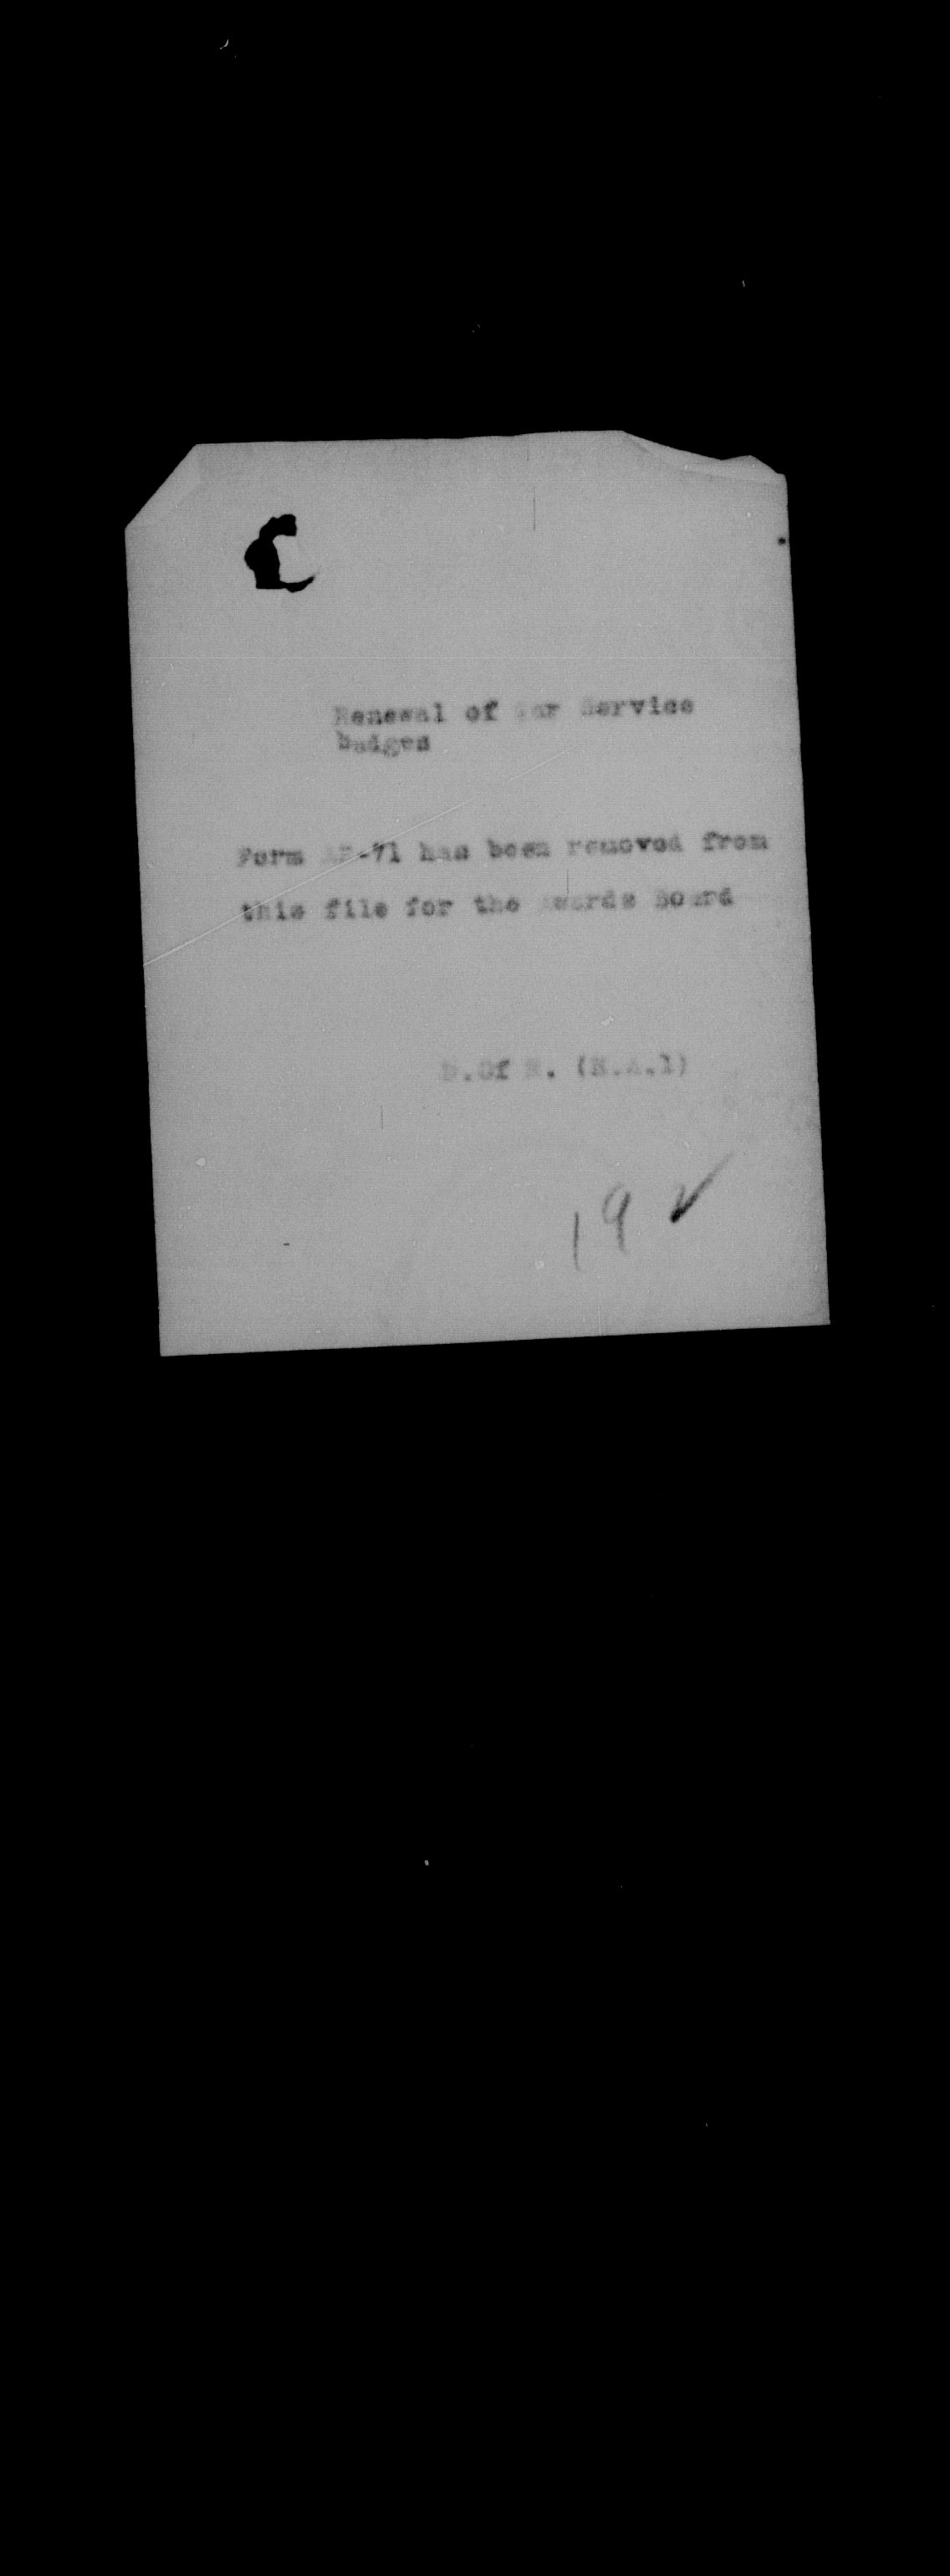 Renewal of War Service
Badges
Form -71 has been removed from
this file for the Awards Board
of
19 ✓